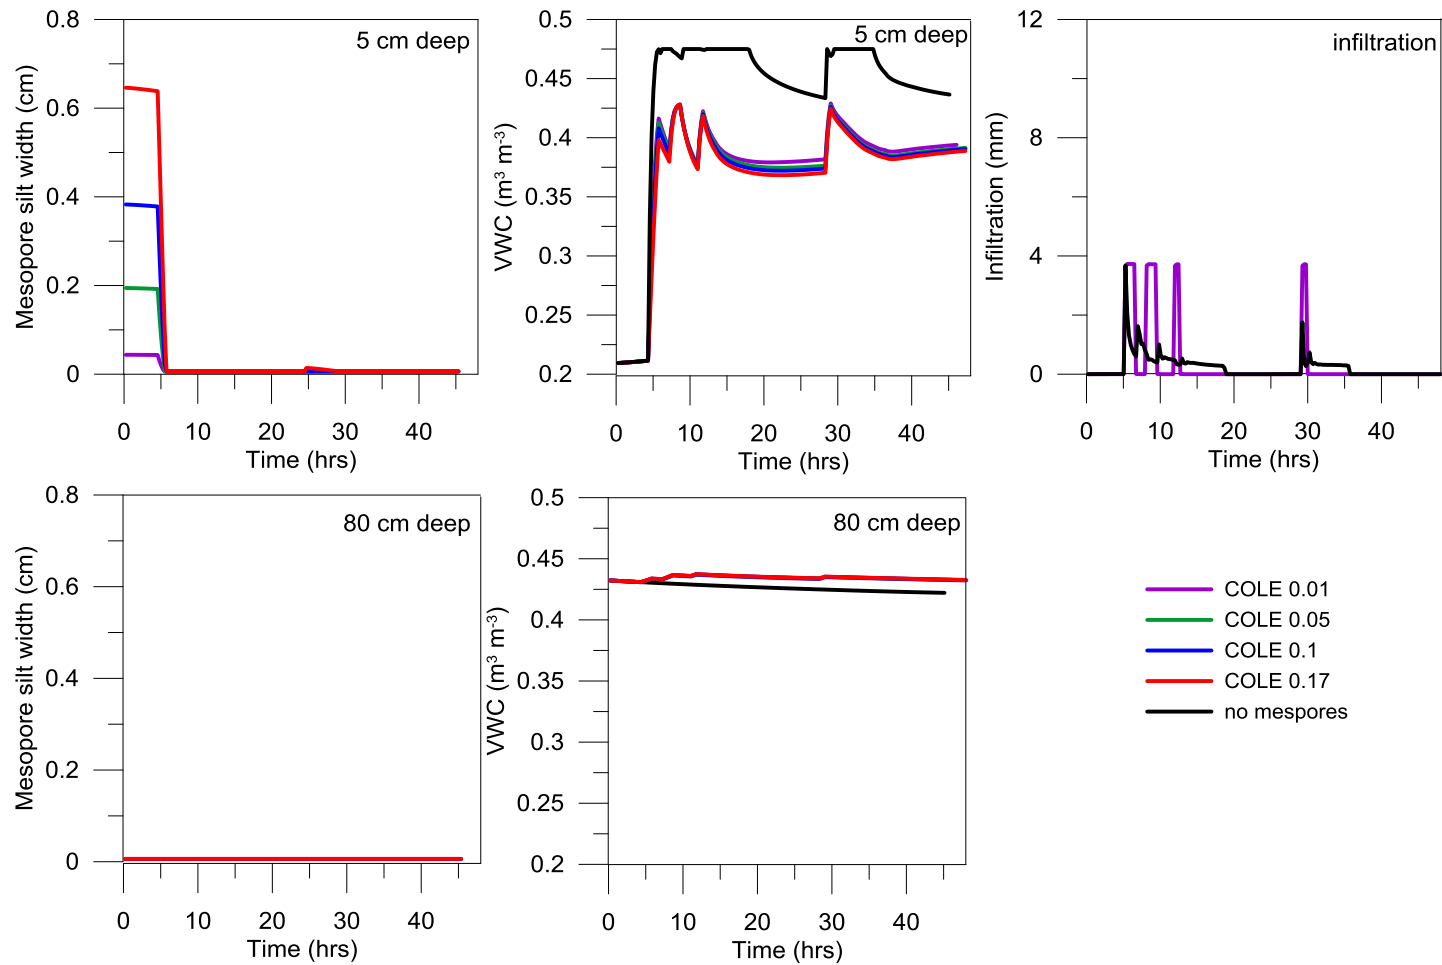 0.8
0.6
0.4
0.2
0
Mesopore silt width (cm)
5 cm deep
0 10 20 30 40
Time (hrs)
0.5
0.45
0.4
0.35
0.3
0.25
0.2
VWC (m³ m⁻³)
5 cm deep
0 10 20 30 40
Time (hrs)
12
8
4
0
Infiltration (mm)
infiltration
0 10 20 30 40
Time (hrs)
0.8
0.6
0.4
0.2
0
Mesopore silt width (cm)
80 cm deep
0 10 20 30 40
Time (hrs)
0.5
0.45
0.4
0.35
0.3
0.25
0.2
VWC (m³ m⁻³)
80 cm deep
0 10 20 30 40
Time (hrs)
COLE 0.01
COLE 0.05
COLE 0.1
COLE 0.17
no mespores